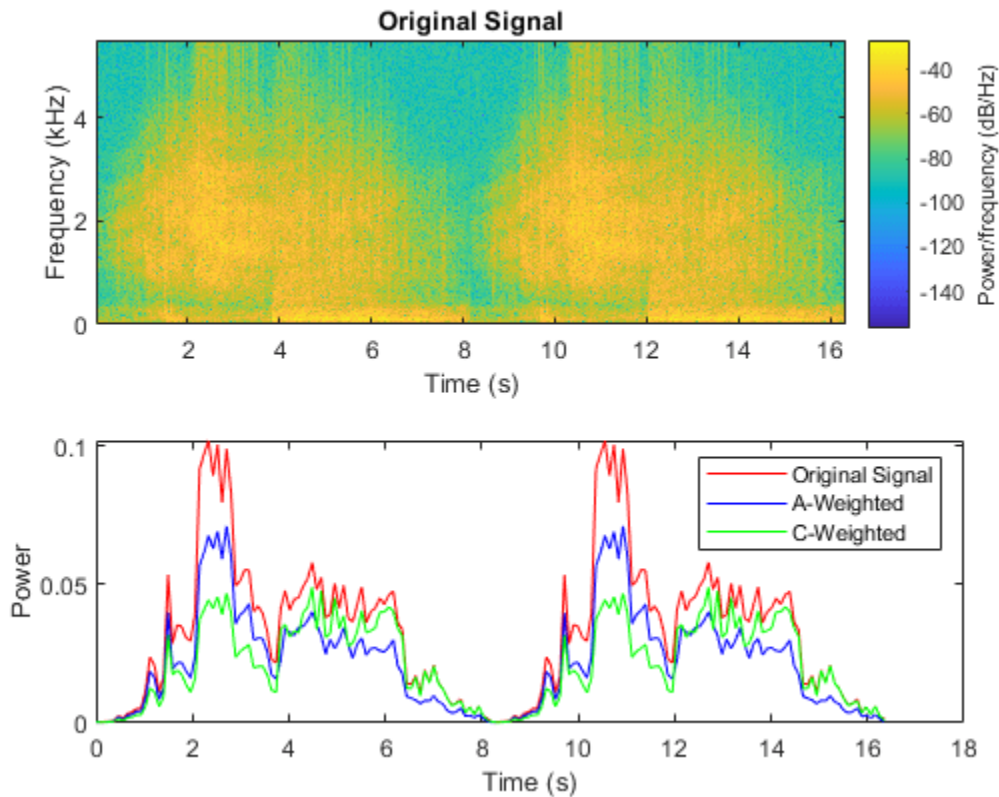 Original Signal
Frequency (kHz)
4
2
0
2 4 6 8 10 12 14 16
Time (s)
-40
-60
-80
-100
-120
-140
Power/frequency (dB/Hz)
Power
0.1
0.05
0
Original Signal
A-Weighted
C-Weighted
0 2 4 6 8 10 12 14 16 18
Time (s)